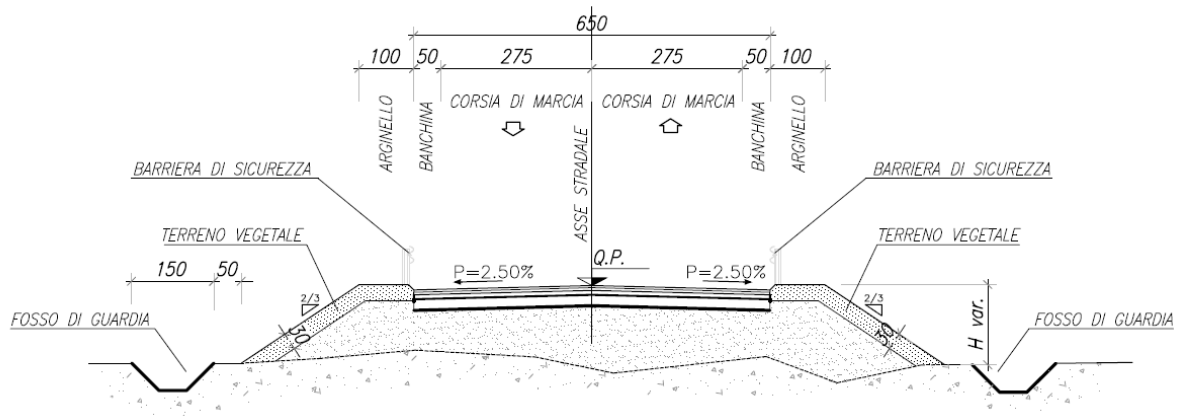 650
100 50 275 275 50 100
CORSIA DI MARCIA CORSIA DI MARCIA
ARGINELLO
BANCHINA
ASSE STRADALE
BANCHINA
ARGINELLO
BARRIERA DI SICUREZZA
BARRIERA DI SICUREZZA
TERRENO VEGETALE
TERRENO VEGETALE
Q.P.
150 50
P=2.50%
P=2.50%
2/3
2/3
FOSSO DI GUARDIA
30
30
H var.
FOSSO DI GUARDIA